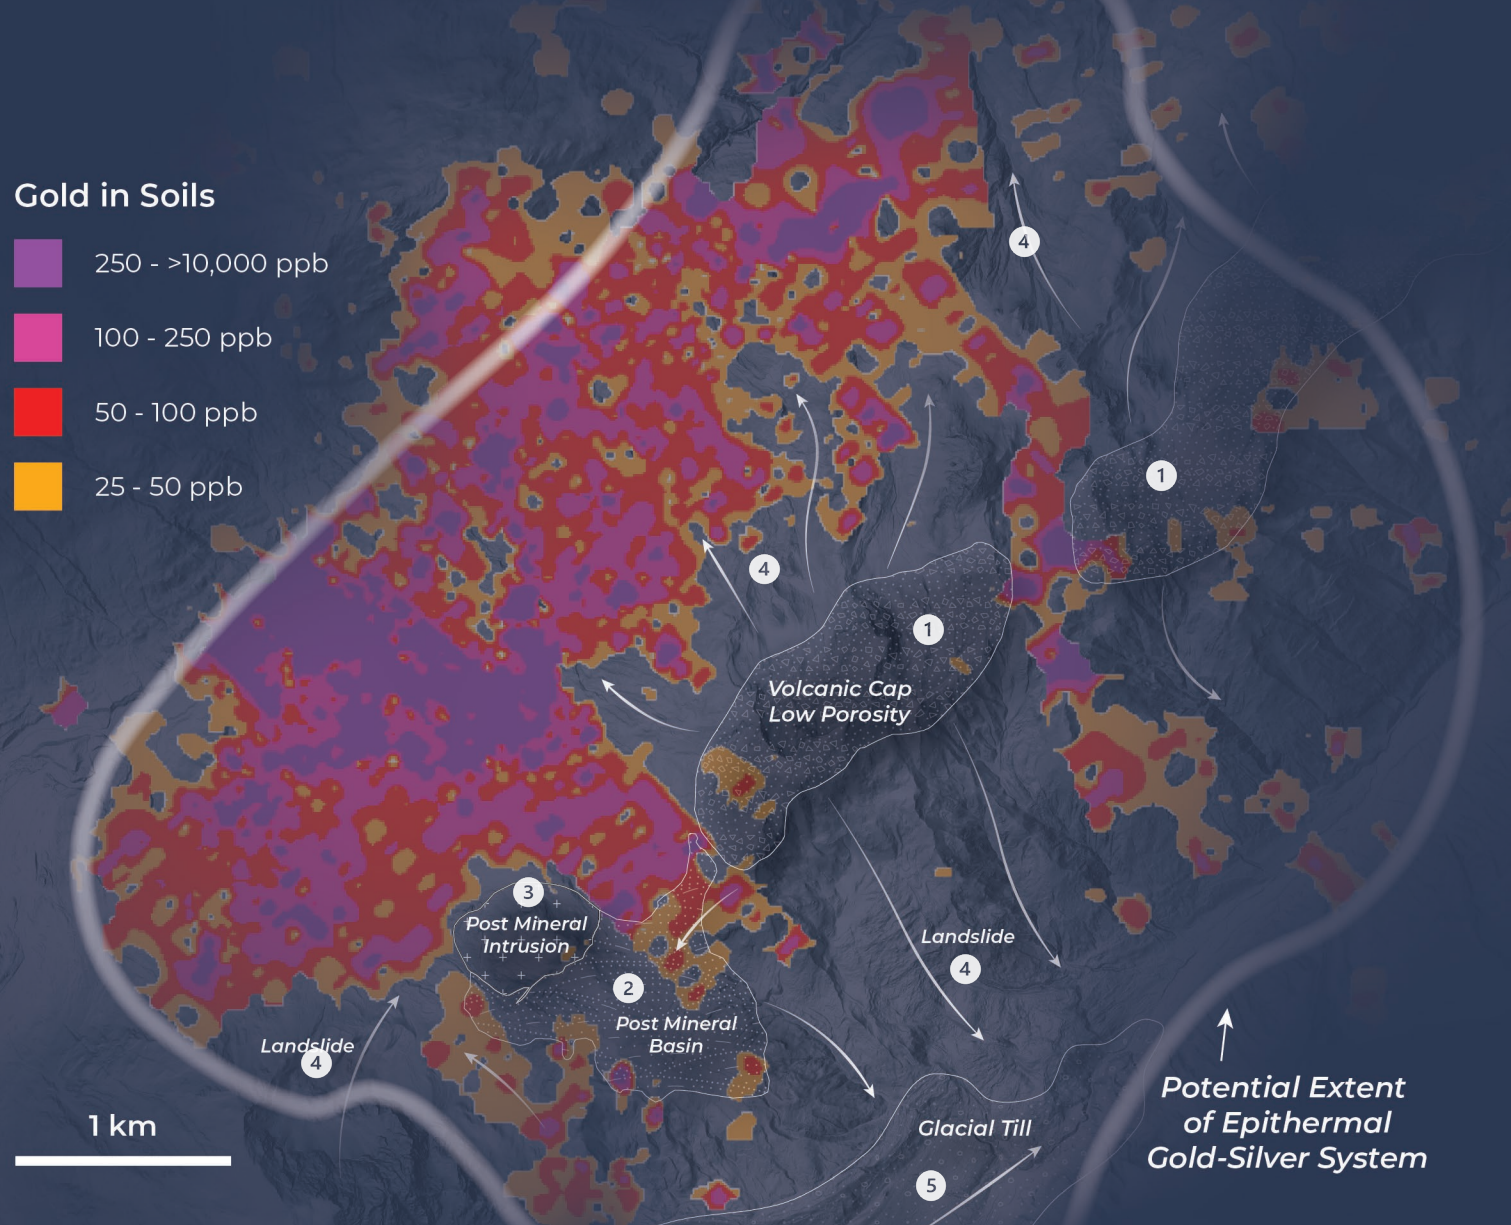 Gold in Soils
250 - >10,000 ppb
100 - 250 ppb
50 - 100 ppb
25 - 50 ppb
4
1
4
1
Volcanic Cap
Low Porosity
3
Post Mineral
Intrusion
Landslide
4
2
Post Mineral
Basin
Landslide
4
1 km
Glacial Till
5
Potential Extent
of Epithermal
Gold-Silver System